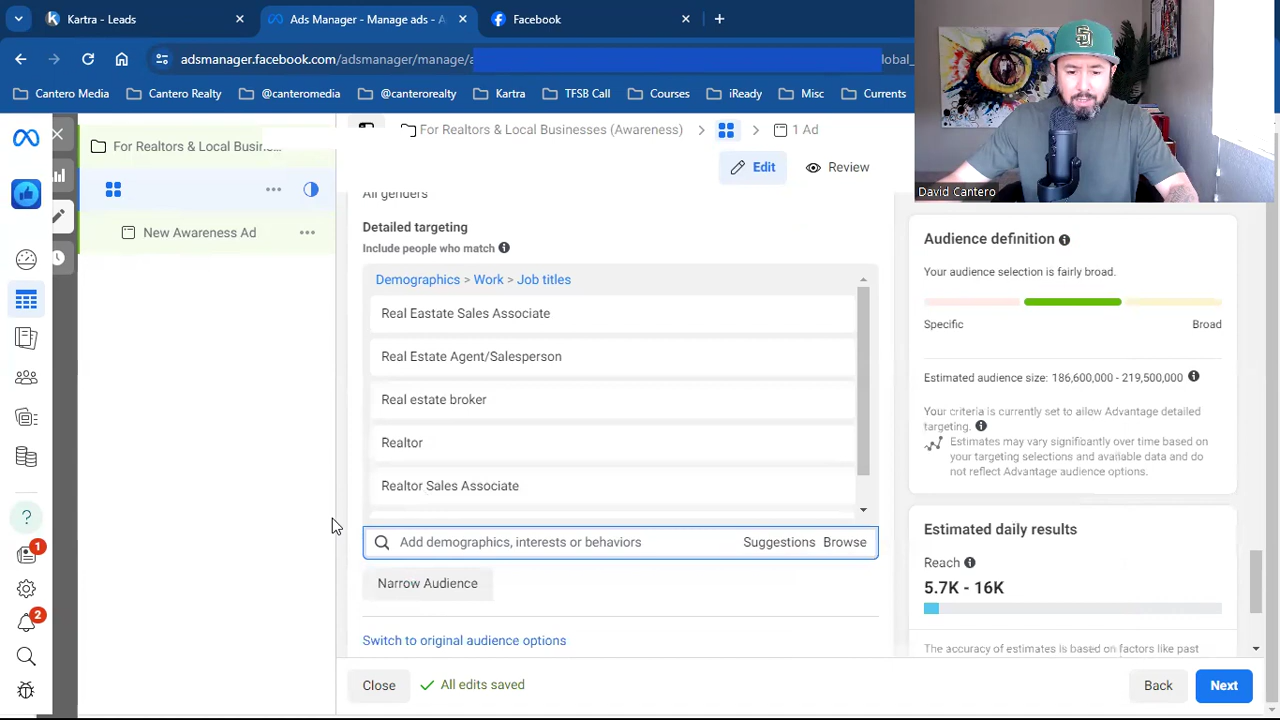 Kartra - Leads
Ads Manager - Manage ads - A
Facebook
adsmanager.facebook.com/adsmanager/manage/a
lobal_
Cantero Media
Cantero Realty
@canteromedia
@canterorealty
Kartra
TFSB Call
Courses
iReady
Misc
Currents
David Cantero
For Realtors & Local Busin...
New Awareness Ad
For Realtors & Local Businesses (Awareness)
1 Ad
Edit
Review
All genders
Detailed targeting
Include people who match
Demographics > Work > Job titles
Real Eastate Sales Associate
Real Estate Agent/Salesperson
Real estate broker
Realtor
Realtor Sales Associate
Add demographics, interests or behaviors
Suggestions
Browse
Narrow Audience
Switch to original audience options
Close
All edits saved
Back
Next
Audience definition
Your audience selection is fairly broad.
Specific
Broad
Estimated audience size: 186,600,000 - 219,500,000
Your criteria is currently set to allow Advantage detailed
targeting.
Estimates may vary significantly over time based on
your targeting selections and available data and do
not reflect Advantage audience options.
Estimated daily results
Reach
5.7K - 16K
The accuracy of estimates is based on factors like past
1
2